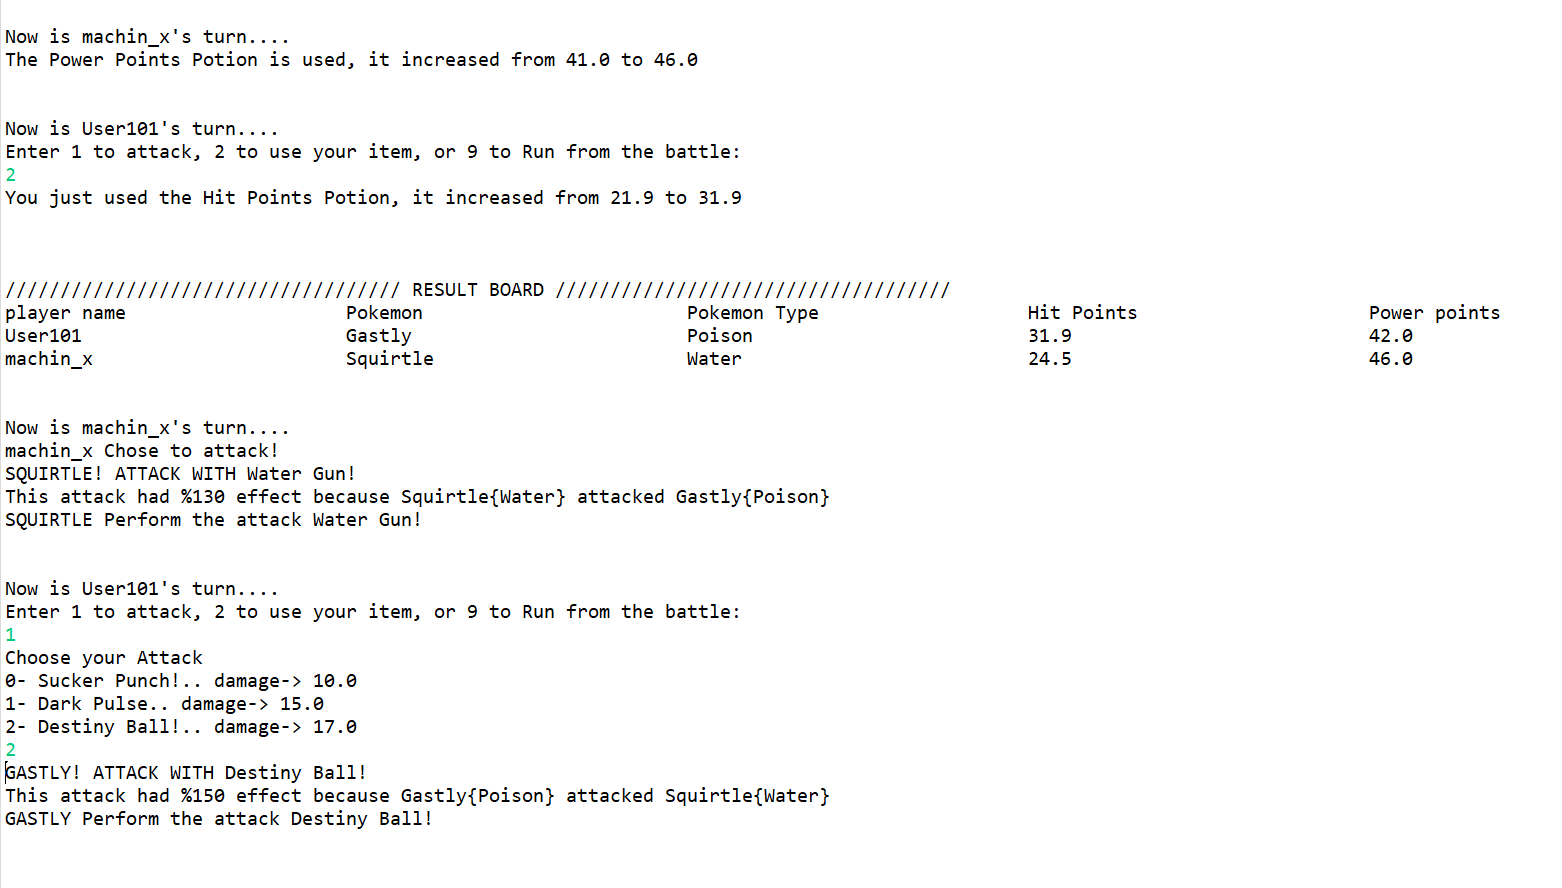 Now is machin_x's turn....
The Power Points Potion is used, it increased from 41.0 to 46.0
Now is User101's turn....
Enter 1 to attack, 2 to use your item, or 9 to Run from the battle:
2
You just used the Hit Points Potion, it increased from 21.9 to 31.9
//////////////////////////////////// RESULT BOARD ////////////////////////////////////
player name Pokemon Pokemon Type Hit Points Power points
User101 Gastly Poison 31.9 42.0
machin_x Squirtle Water 24.5 46.0
Now is machin_x's turn....
machin_x Chose to attack!
SQUIRTLE! ATTACK WITH Water Gun!
This attack had %130 effect because Squirtle{Water} attacked Gastly{Poison}
SQUIRTLE Perform the attack Water Gun!
Now is User101's turn....
Enter 1 to attack, 2 to use your item, or 9 to Run from the battle:
1
Choose your Attack
0- Sucker Punch!.. damage-> 10.0
1- Dark Pulse.. damage-> 15.0
2- Destiny Ball!.. damage-> 17.0
2
GASTLY! ATTACK WITH Destiny Ball!
This attack had %150 effect because Gastly{Poison} attacked Squirtle{Water}
GASTLY Perform the attack Destiny Ball!